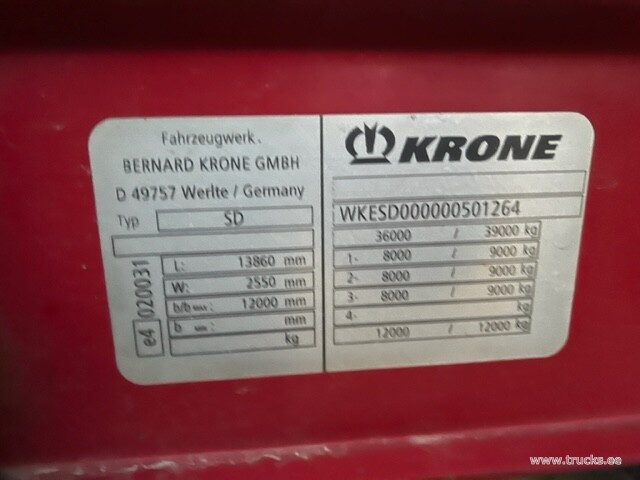 Fahrzeugwerk.
BERNARD KRONE GMBH
D 49757 Werlte / Germany
Typ SD
e4 020031
L: 13860 mm
W: 2550 mm
b/b max: 12000 mm
b min: mm
kg
KRONE
WKESD000000501264
36000 / 39000 kg
1- 8000 / 9000 kg
2- 8000 / 9000 kg
3- 8000 / 9000 kg
4- kg
12000 / 12000 kg
www.trucks.ee